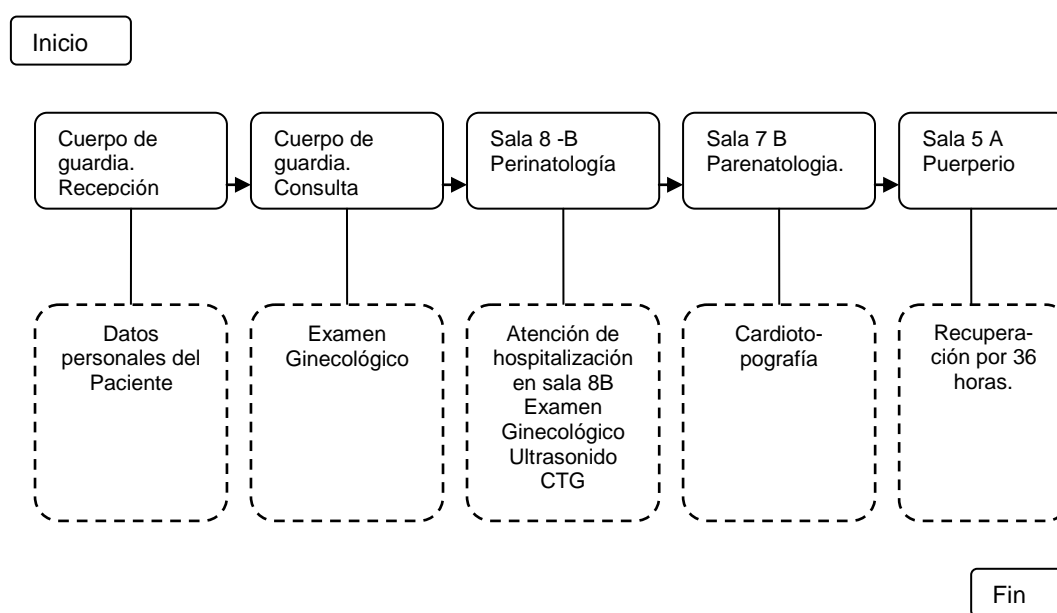 Inicio
Cuerpo de
guardia.
Recepción
Cuerpo de
guardia.
Consulta
Sala 8 -B
Perinatología
Sala 7 B
Parenatologia.
Sala 5 A
Puerperio
Datos
personales del
Paciente
Examen
Ginecológico
Atención de
hospitalización
en sala 8B
Examen
Ginecológico
Ultrasonido
CTG
Cardioto-
pografía
Recupera-
ción por 36
horas.
Fin